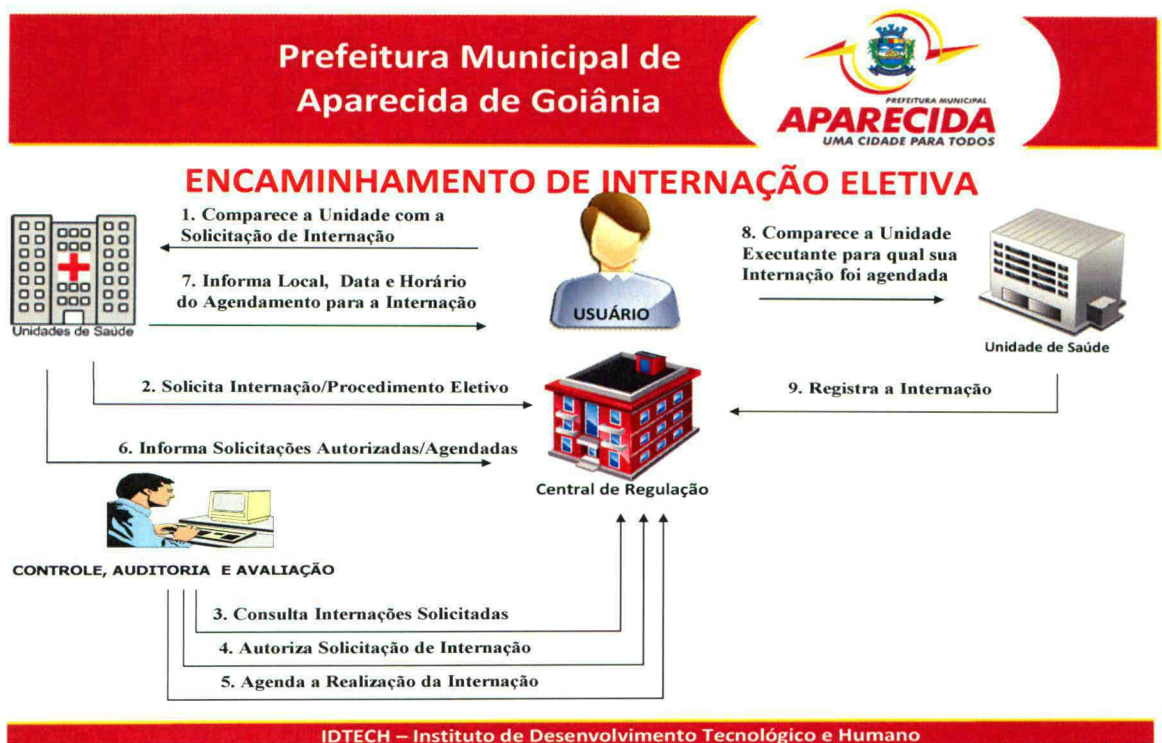 Prefeitura Municipal de
Aparecida de Goiânia
PREFEITURA MUNICIPAL
APARECIDA
UMA CIDADE PARA TODOS
ENCAMINHAMENTO DE INTERNAÇÃO ELETIVA
1. Comparece a Unidade com a
Solicitação de Internação
7. Informa Local, Data e Horário
do Agendamento para a Internação
Unidades de Saúde
USUÁRIO
8. Comparece a Unidade
Executante para qual sua
Internação foi agendada
Unidade de Saúde
2. Solicita Internação/Procedimento Eletivo
9. Registra a Internação
6. Informa Solicitações Autorizadas/Agendadas
Central de Regulação
CONTROLE, AUDITORIA E AVALIAÇÃO
3. Consulta Internações Solicitadas
4. Autoriza Solicitação de Internação
5. Agenda a Realização da Internação
IDTECH – Instituto de Desenvolvimento Tecnológico e Humano